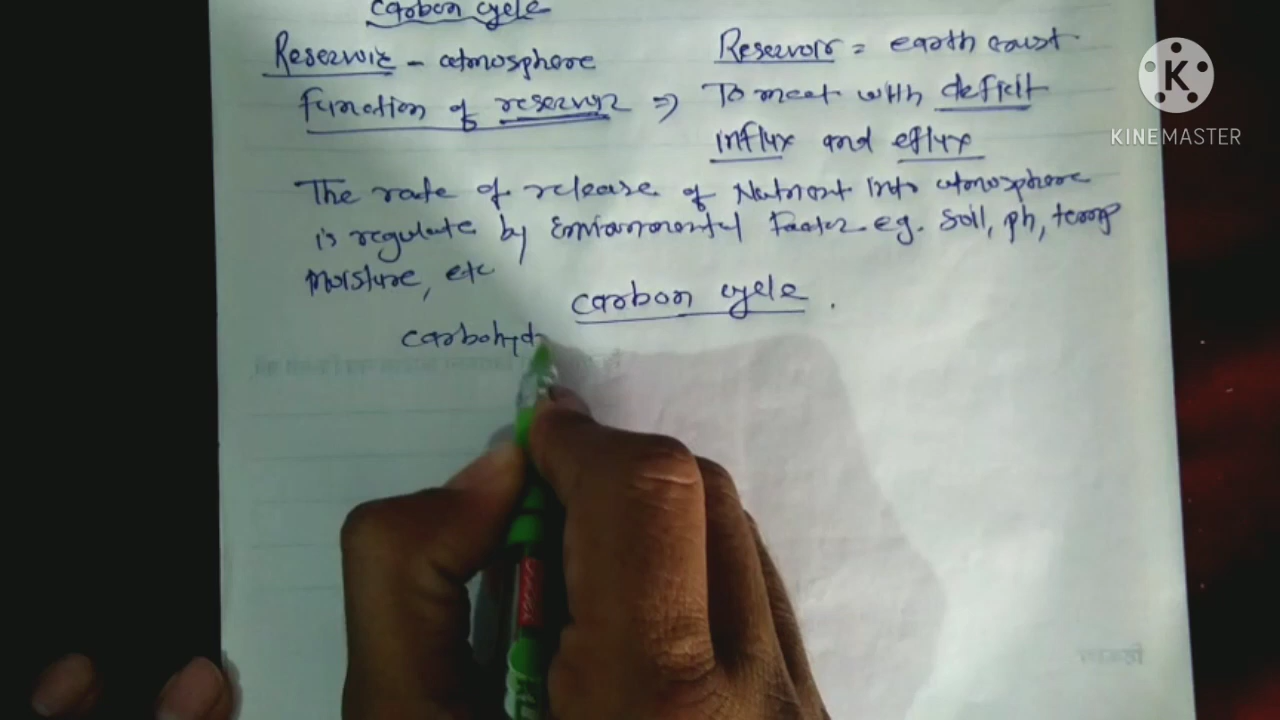 carbon cycle
Reservoir - atmosphere
Reservoir = earth crust
function of reservoir ⇒ To meet with deficit
influx and efflux
The rate of release of Nutrient into atmosphere
is regulate by Environmental Factor eg. Soil, ph, temp
Moisture, etc
carbon cycle.
carbohyd
K
KINEMASTER